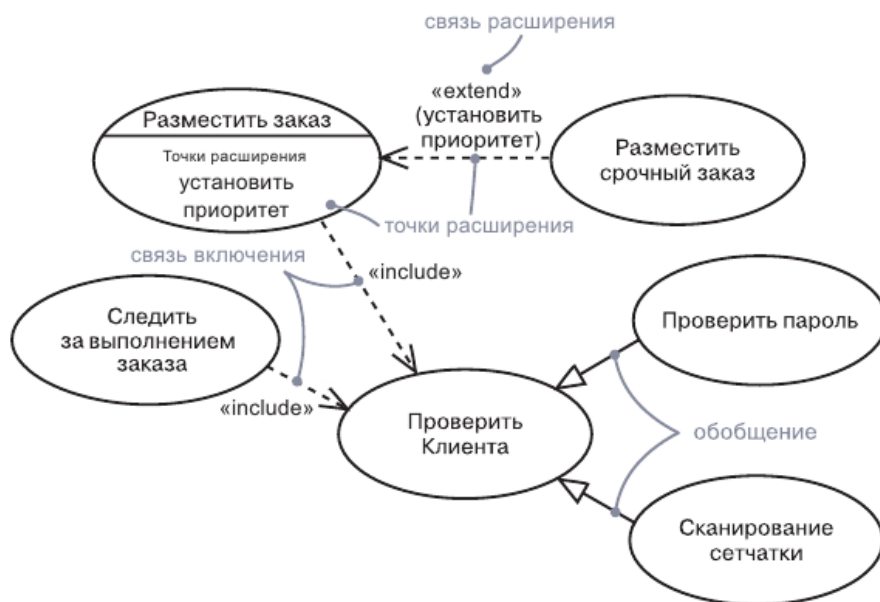 связь расширения
«extend»
(установить
приоритет)
Разместить заказ
Точки расширения
установить
приоритет
Разместить
срочный заказ
точки расширения
связь включения
«include»
Следить
за выполнением
заказа
«include»
Проверить пароль
Проверить
Клиента
обобщение
Сканирование
сетчатки